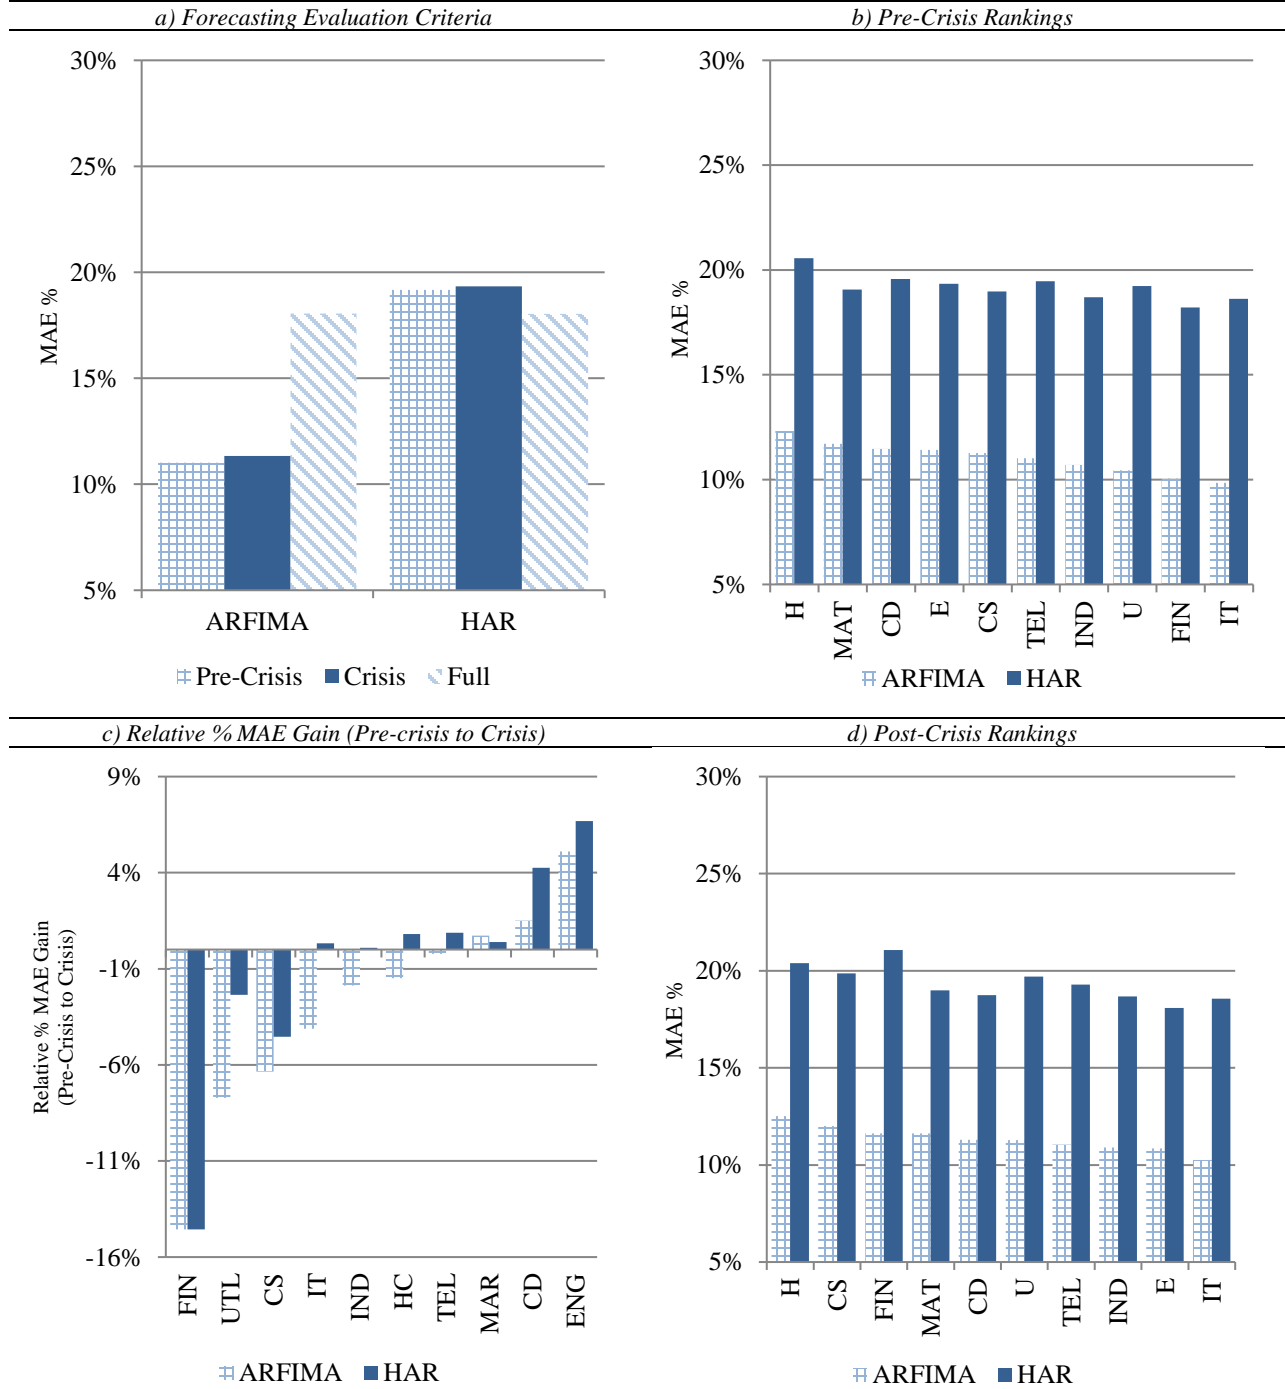 a) Forecasting Evaluation Criteria
30%
25%
20%
15%
10%
5%
MAE %
ARFIMA HAR
Pre-Crisis Crisis Full
b) Pre-Crisis Rankings
30%
25%
20%
15%
10%
5%
MAE %
H MAT CD E CS TEL IND U FIN IT
ARFIMA HAR
c) Relative % MAE Gain (Pre-crisis to Crisis)
9%
4%
-1%
-6%
-11%
-16%
Relative % MAE Gain
(Pre-Crisis to Crisis)
FIN UTL CS IT IND HC TEL MAR CD ENG
ARFIMA HAR
d) Post-Crisis Rankings
30%
25%
20%
15%
10%
5%
MAE %
H CS FIN MAT CD U TEL IND E IT
ARFIMA HAR